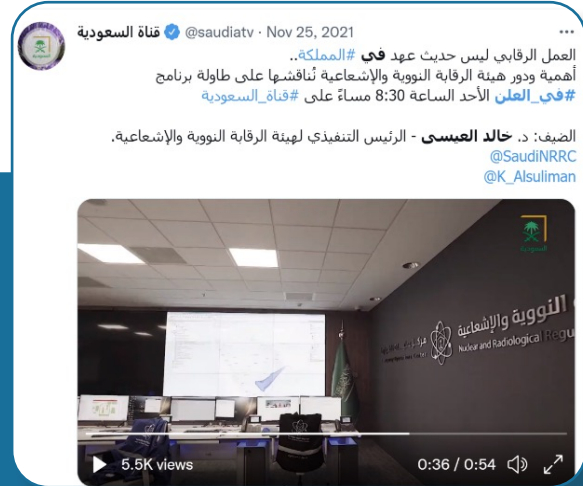 قناة السعودية @saudiatv · Nov 25, 2021
العمل الرقابي ليس حديث عهد في #المملكة..
أهمية ودور هيئة الرقابة النووية والإشعاعية نُناقشها على طاولة برنامج
#في_العلن الأحد الساعة 8:30 مساءً على #قناة_السعودية
الضيف: د. خالد العيسى - الرئيس التنفيذي لهيئة الرقابة النووية والإشعاعية.
@SaudiNRRC
@K_Alsuliman
السعودية
النووية والإشعاعية
Nuclear and Radiological Regu
5.5K views
0:36 / 0:54